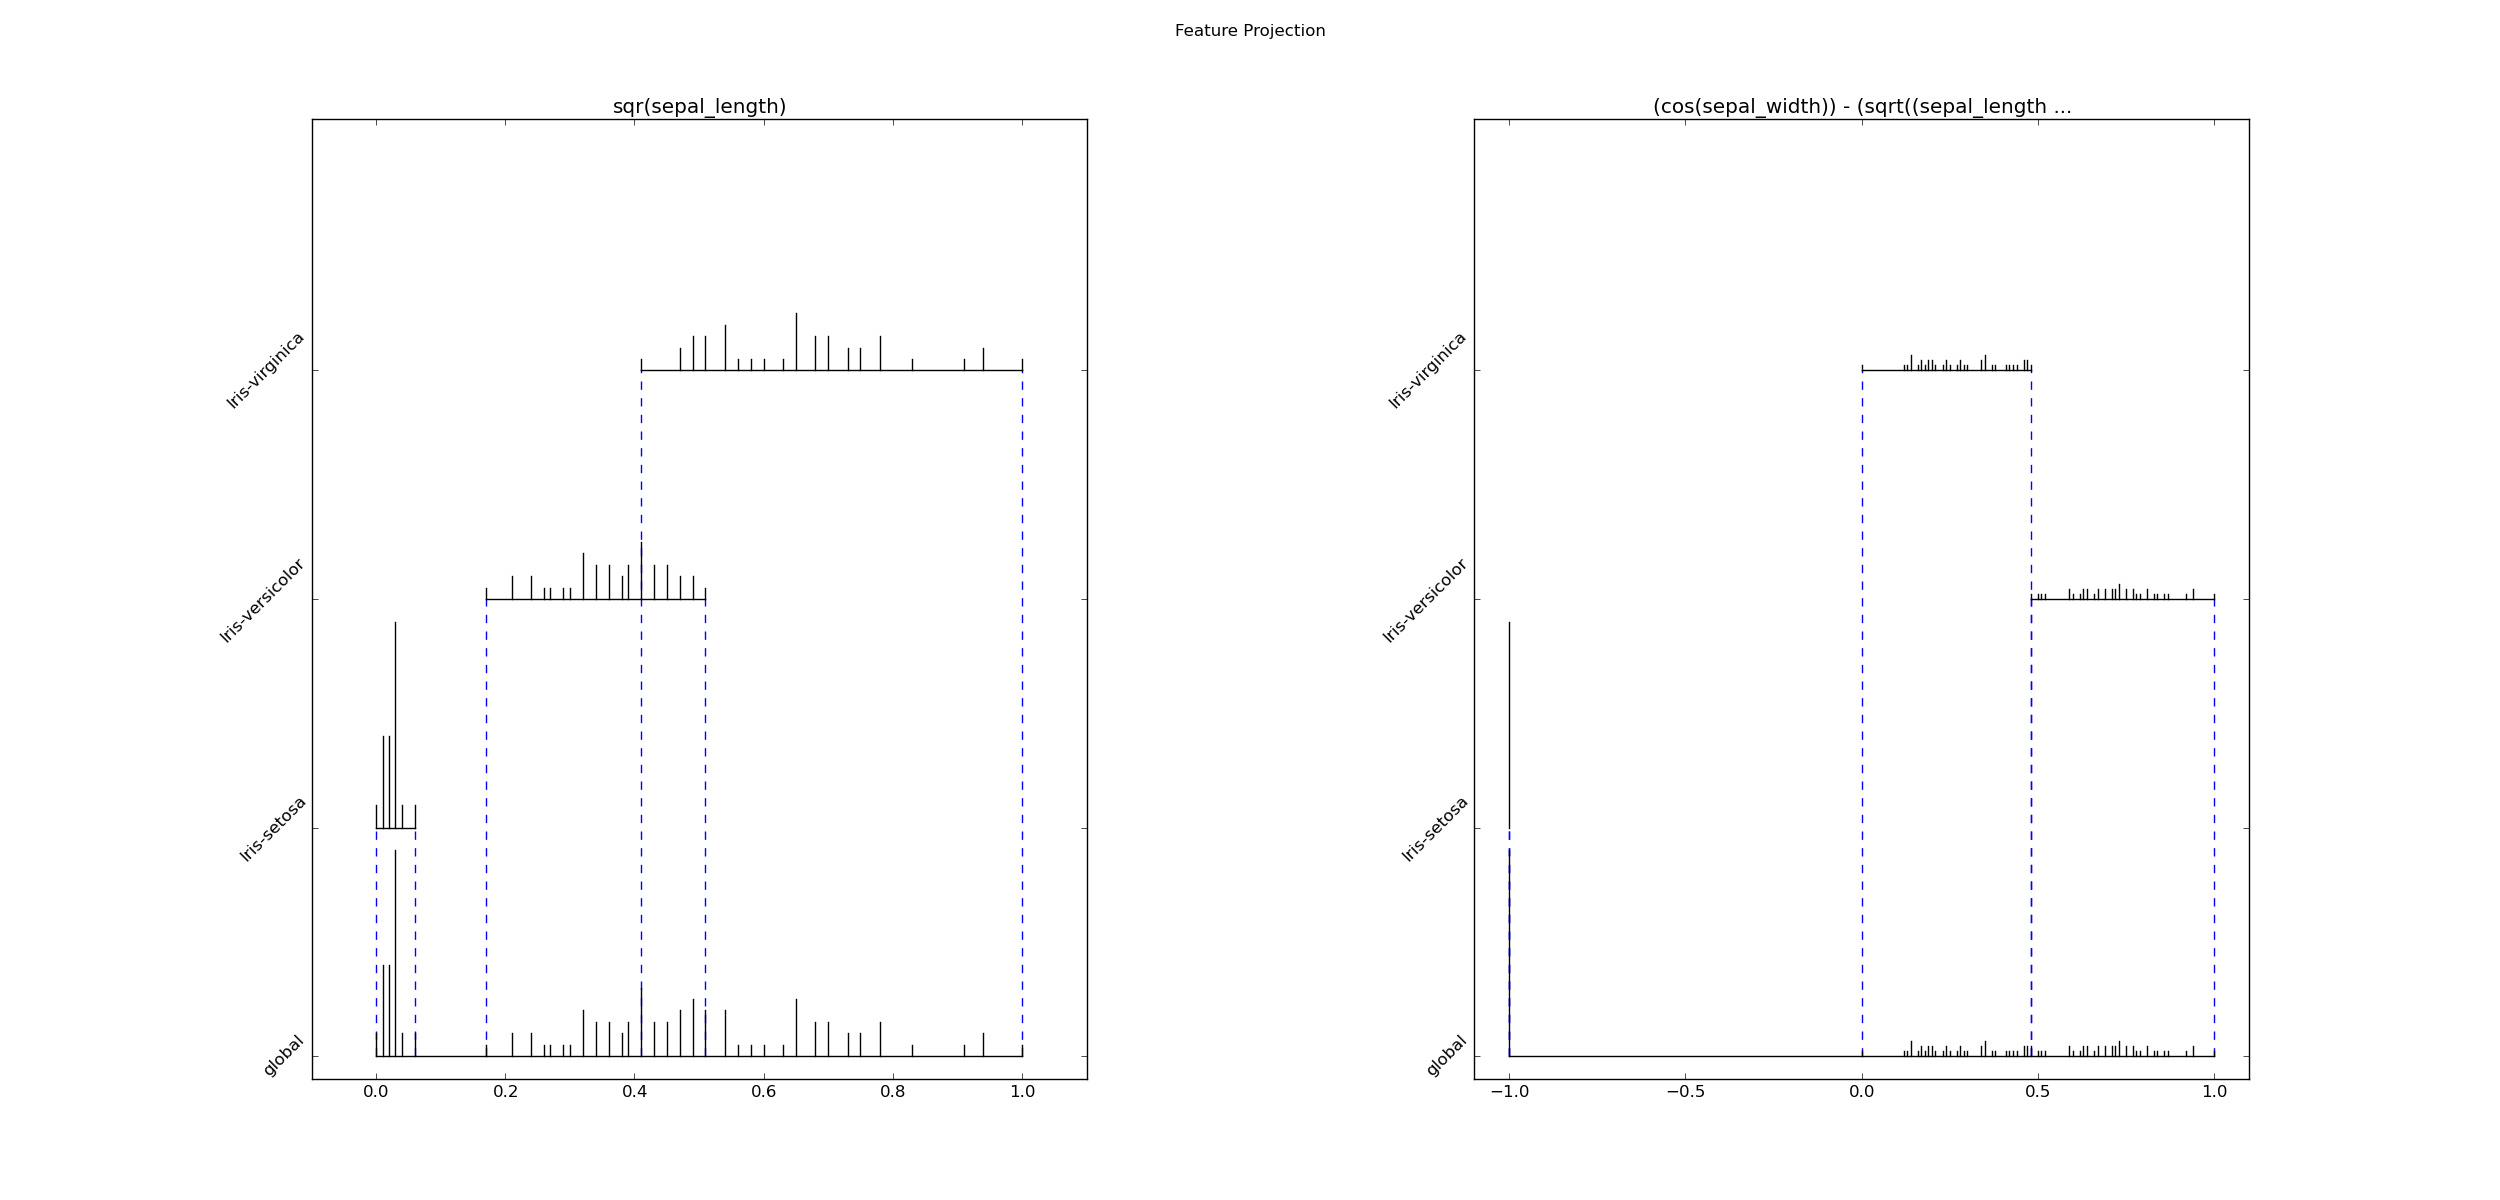 Feature Projection
sqr(sepal_length)
Iris-virginica
Iris-versicolor
Iris-setosa
global
0.0 0.2 0.4 0.6 0.8 1.0
(cos(sepal_width)) - (sqrt((sepal_length ...
Iris-virginica
Iris-versicolor
Iris-setosa
global
−1.0 −0.5 0.0 0.5 1.0